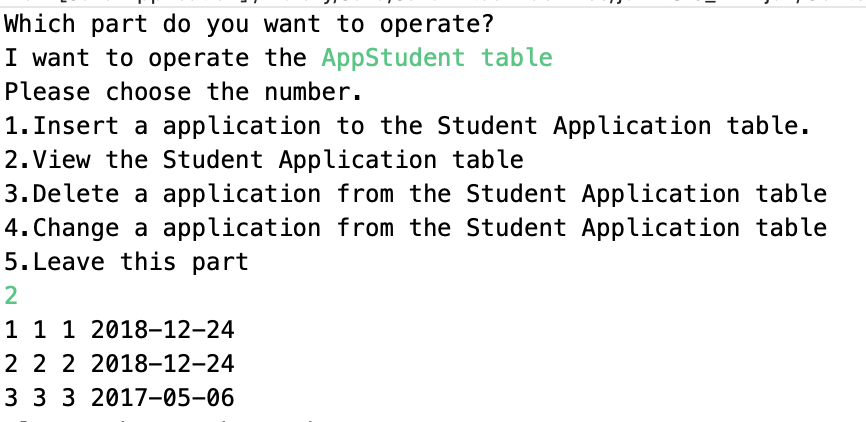 Which part do you want to operate?
I want to operate the AppStudent table
Please choose the number.
1.Insert a application to the Student Application table.
2.View the Student Application table
3.Delete a application from the Student Application table
4.Change a application from the Student Application table
5.Leave this part
2
1 1 1 2018-12-24
2 2 2 2018-12-24
3 3 3 2017-05-06